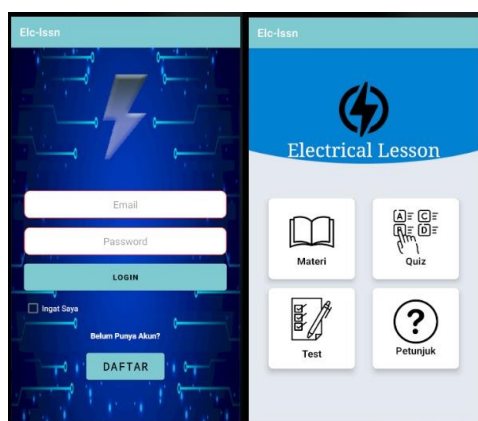 Elc-lssn
Email
Password
LOGIN
Ingat Saya
Belum Punya Akun?
DAFTAR
Elc-lssn
Electrical Lesson
Materi
A C
B D
Quiz
Test
?
Petunjuk